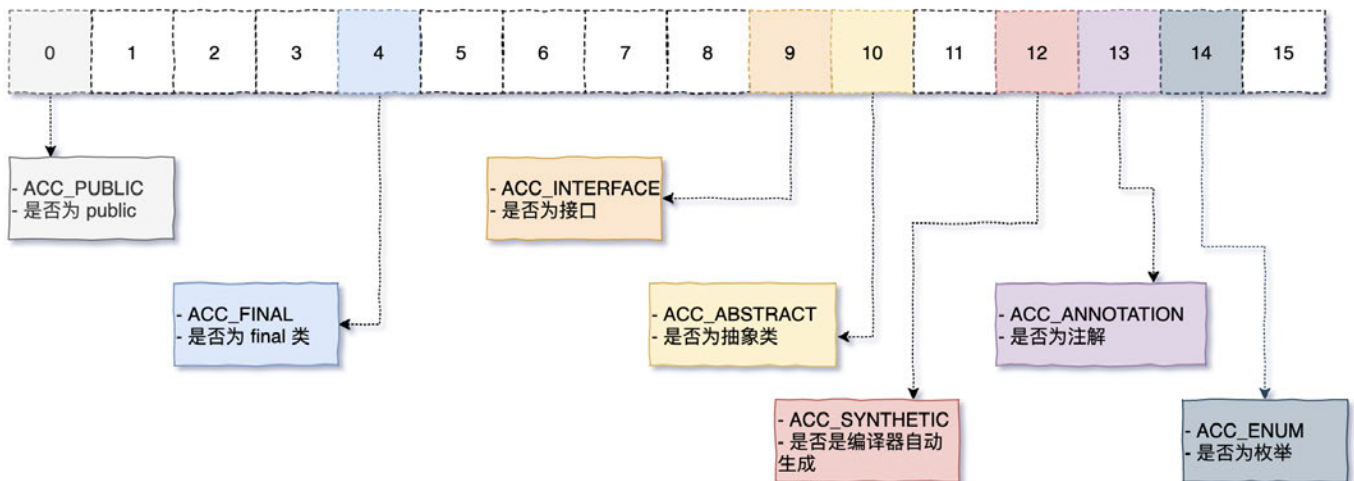 0 1 2 3 4 5 6 7 8 9 10 11 12 13 14 15
- ACC_PUBLIC
- 是否为 public
- ACC_INTERFACE
- 是否为接口
- ACC_FINAL
- 是否为 final 类
- ACC_ABSTRACT
- 是否为抽象类
- ACC_ANNOTATION
- 是否为注解
- ACC_SYNTHETIC
- 是否是编译器自动
生成
- ACC_ENUM
- 是否为枚举